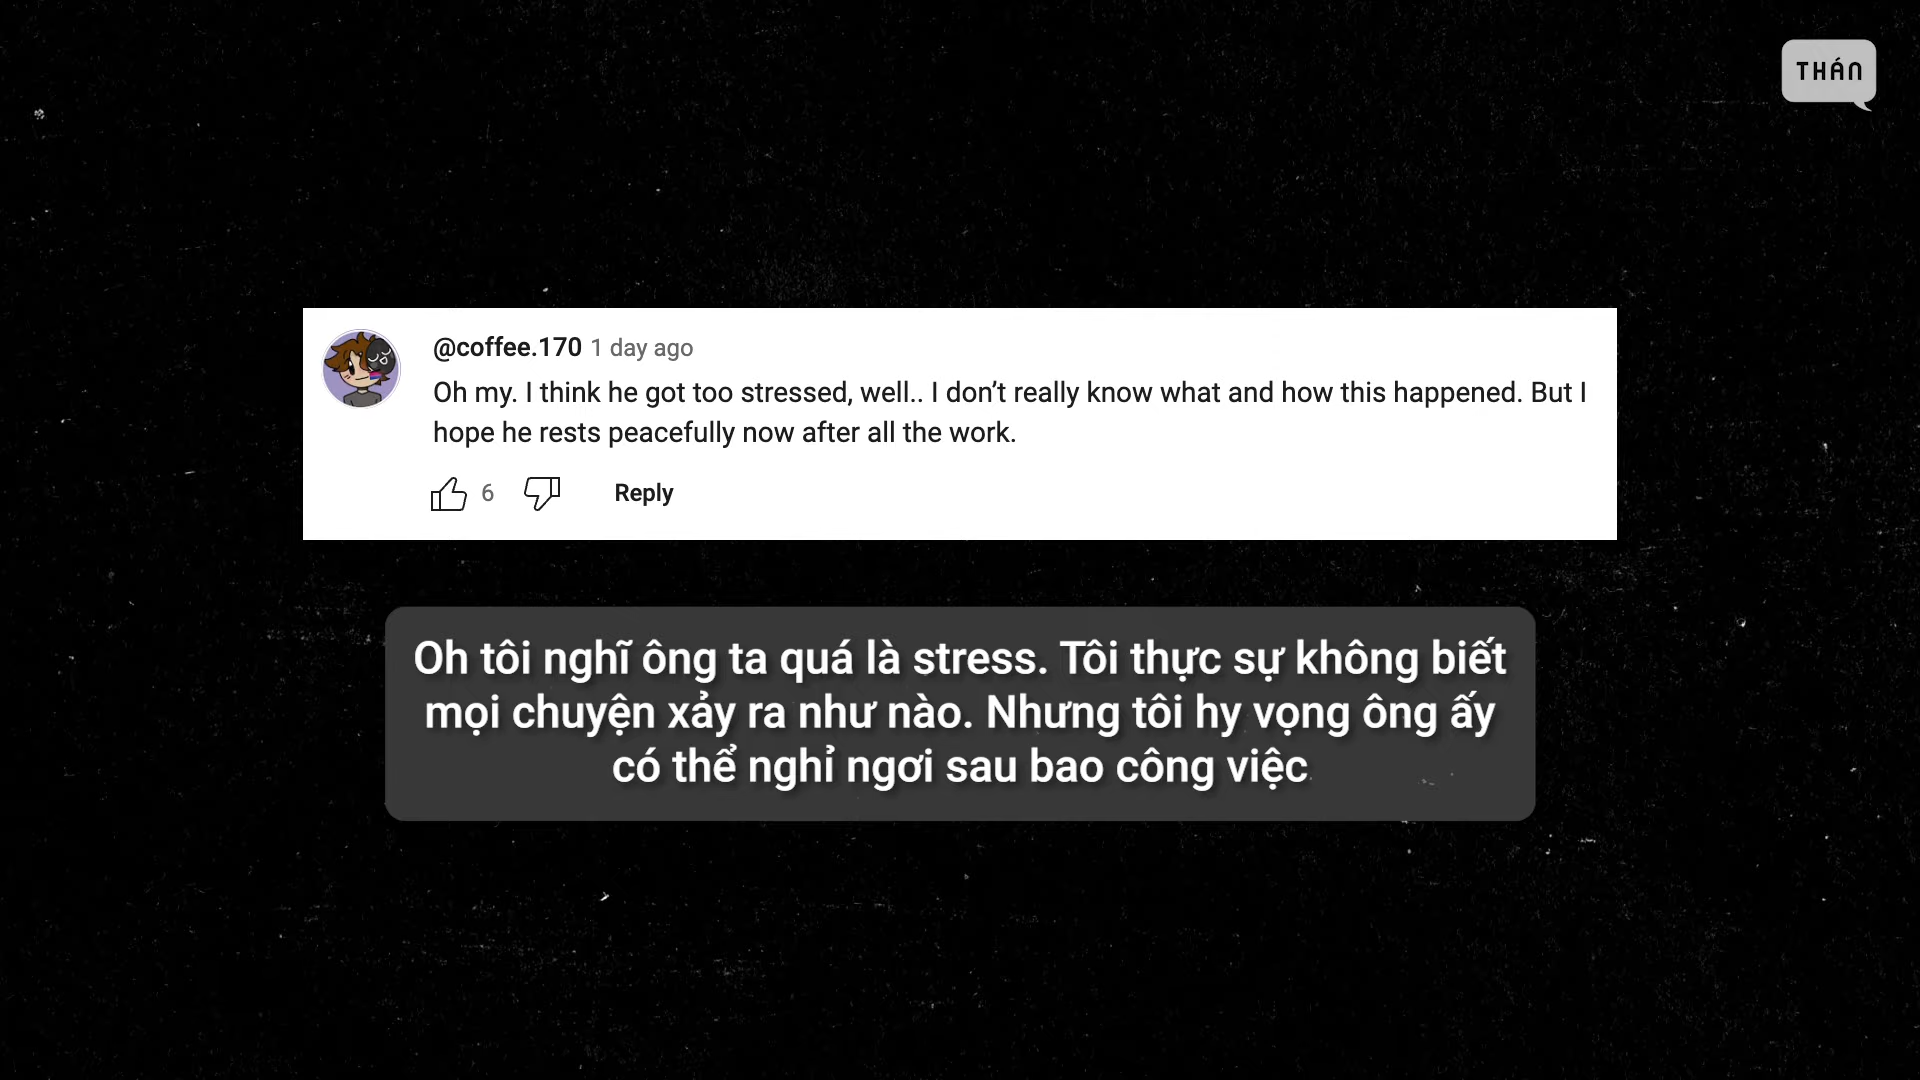 THÁN
@coffee.170 1 day ago
Oh my. I think he got too stressed, well.. I don’t really know what and how this happened. But I
hope he rests peacefully now after all the work.
6 Reply
Oh tôi nghĩ ông ta quá là stress. Tôi thực sự không biết
mọi chuyện xảy ra như nào. Nhưng tôi hy vọng ông ấy
có thể nghỉ ngơi sau bao công việc